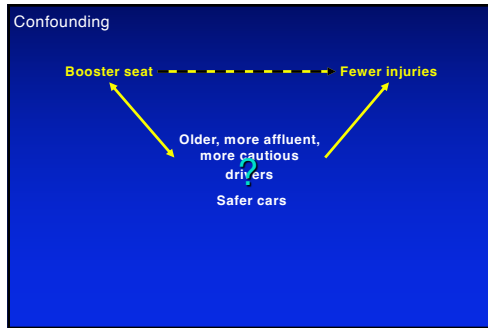 Confounding
Booster seat
Fewer injuries
Older, more affluent,
more cautious
drivers
?
Safer cars